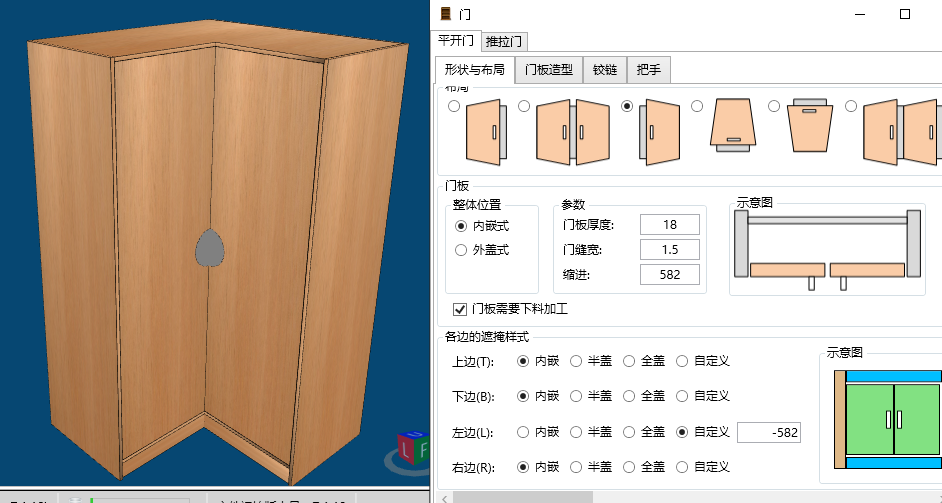 门
平开门 推拉门
形状与布局 门板造型 铰链 把手
布局
门板
整体位置
内嵌式
外盖式
参数
门板厚度: 18
门缝宽: 1.5
缩进: 582
示意图
门板需要下料加工
各边的遮掩样式
上边(T): 内嵌 半盖 全盖 自定义
下边(B): 内嵌 半盖 全盖 自定义
左边(L): 内嵌 半盖 全盖 自定义 -582
右边(R): 内嵌 半盖 全盖 自定义
示意图
L F